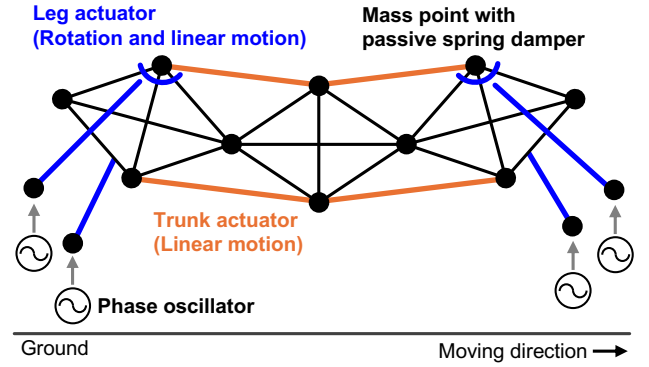 Leg actuator
(Rotation and linear motion)
Mass point with
passive spring damper
Trunk actuator
(Linear motion)
Phase oscillator
Ground
Moving direction